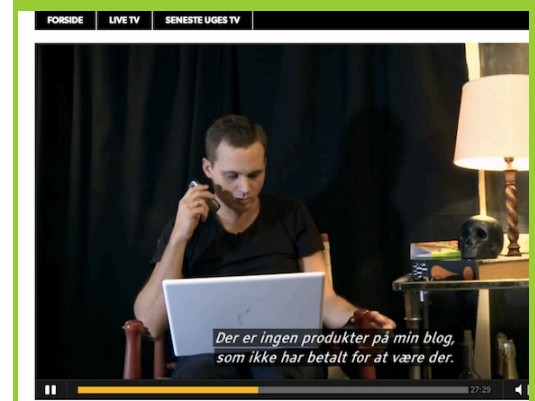 FORSIDE LIVE TV SENESTE UGES TV
Der er ingen produkter på min blog,
som ikke har betalt for at være der.
27:29